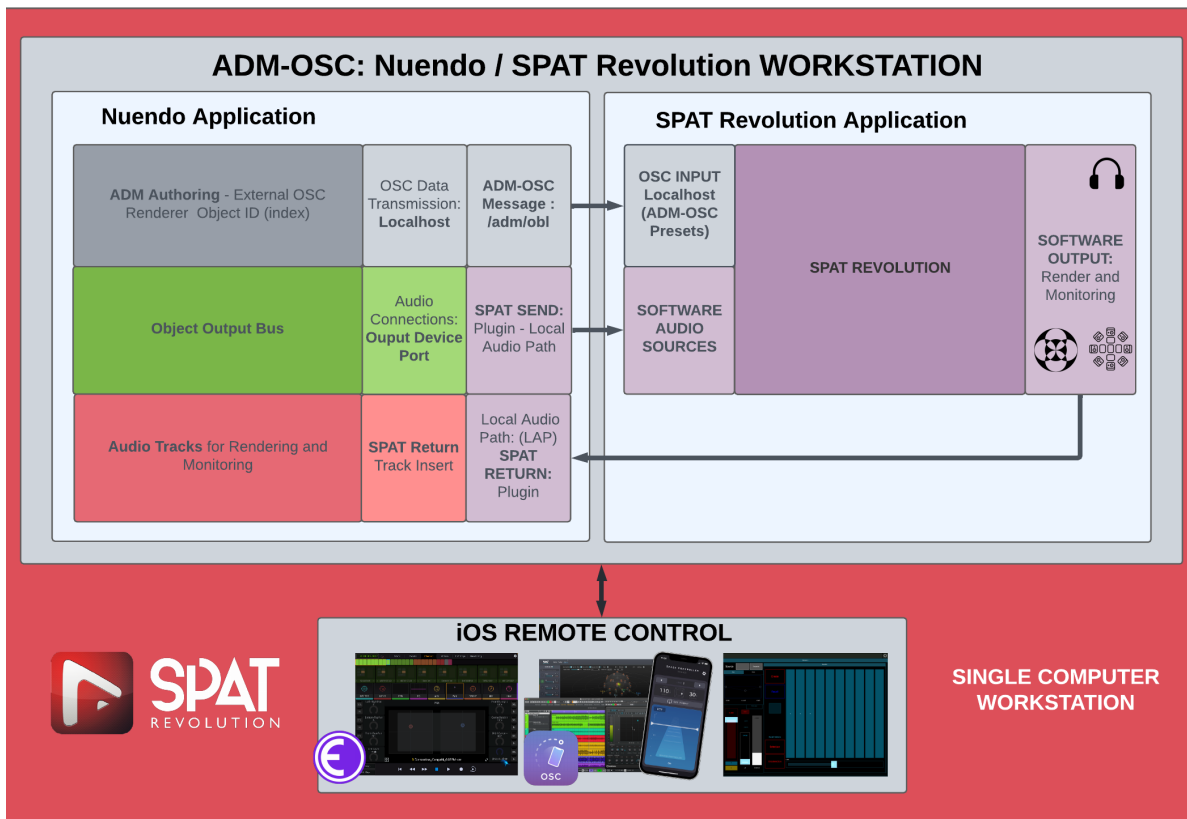 ADM-OSC: Nuendo / SPAT Revolution WORKSTATION
Nuendo Application
ADM Authoring - External OSC
Renderer Object ID (index)
OSC Data
Transmission:
Localhost
ADM-OSC
Message :
/adm/obl
Object Output Bus
Audio
Connections:
Ouput Device
Port
SPAT SEND:
Plugin - Local
Audio Path
Audio Tracks for Rendering and
Monitoring
SPAT Return
Track Insert
Local Audio
Path: (LAP)
SPAT
RETURN:
Plugin
SPAT Revolution Application
OSC INPUT
Localhost
(ADM-OSC
Presets)
SOFTWARE
AUDIO
SOURCES
SPAT REVOLUTION
SOFTWARE
OUTPUT:
Render and
Monitoring
iOS REMOTE CONTROL
SPAT
REVOLUTION
OSC
110
30
SINGLE COMPUTER
WORKSTATION